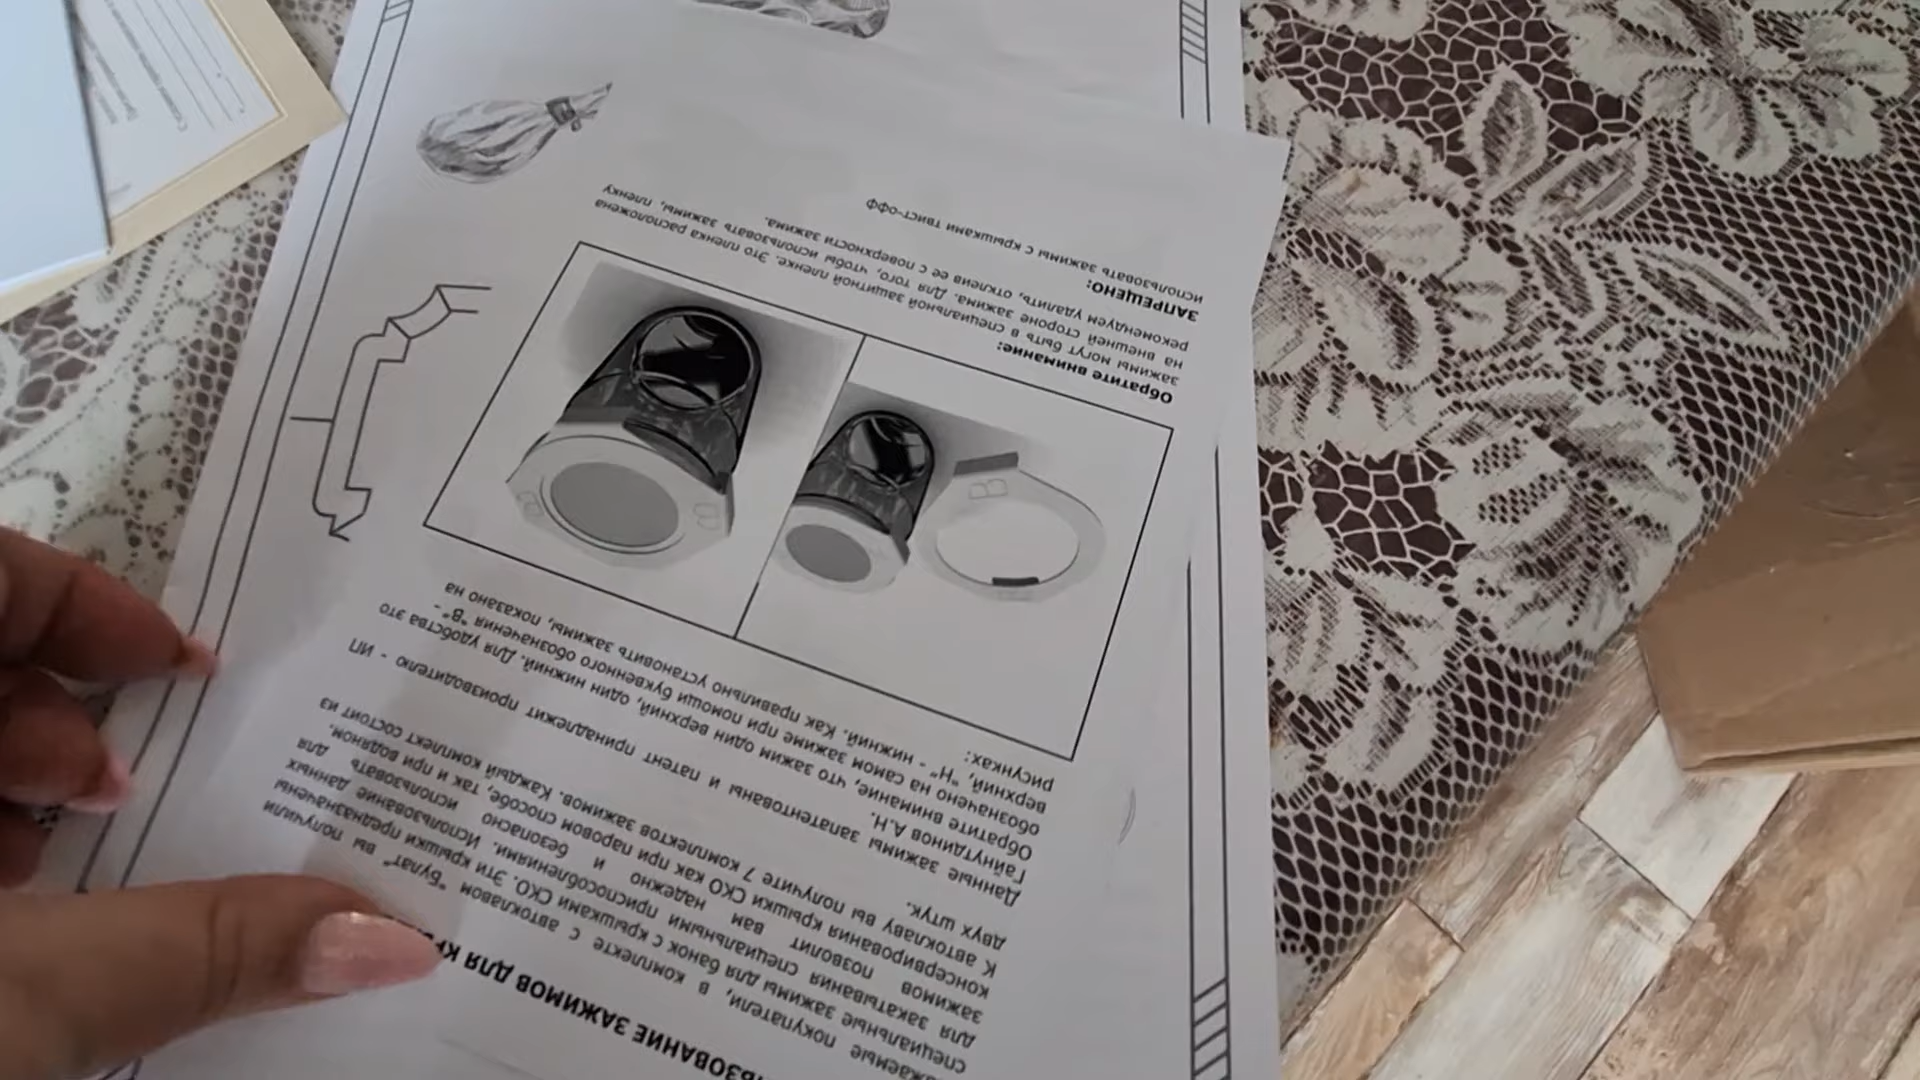 ЬЗОВАНИЕ ЗАЖИМОВ ДЛЯ КР
жаемые покупатели, в комплекте с автоклавом "Булат" вы получили
специальные зажимы для банок с крышками СКО. Эти крышки предназначены
для закатывания специальными приспособлениями. Использование данных
зажимов позволит вам надежно и безопасно использовать для
консервирования крышки СКО как при паровом способе, так и при водяном.
К автоклаву вы получите 7 комплектов зажимов. Каждый комплект состоит из
двух штук.
Данные зажимы запатентованы и патент принадлежит производителю - ИП
Гайнутдинов А.Н.
Обратите внимание, что зажим один верхний, один нижний. Для удобства это
обозначено на самом зажиме при помощи буквенного обозначения "В" -
верхний, "Н" - нижний. Как правильно установить зажимы, показано на
рисунках:
В
В
Обратите внимание:
зажимы могут быть в специальной защитной пленке. Это пленка расположена
на внешней стороне зажима. Для того, чтобы использовать зажимы, пленку
рекомендуем удалить, отклеив ее с поверхности зажима.
ЗАПРЕЩЕНО:
использовать зажимы с крышками твист-офф